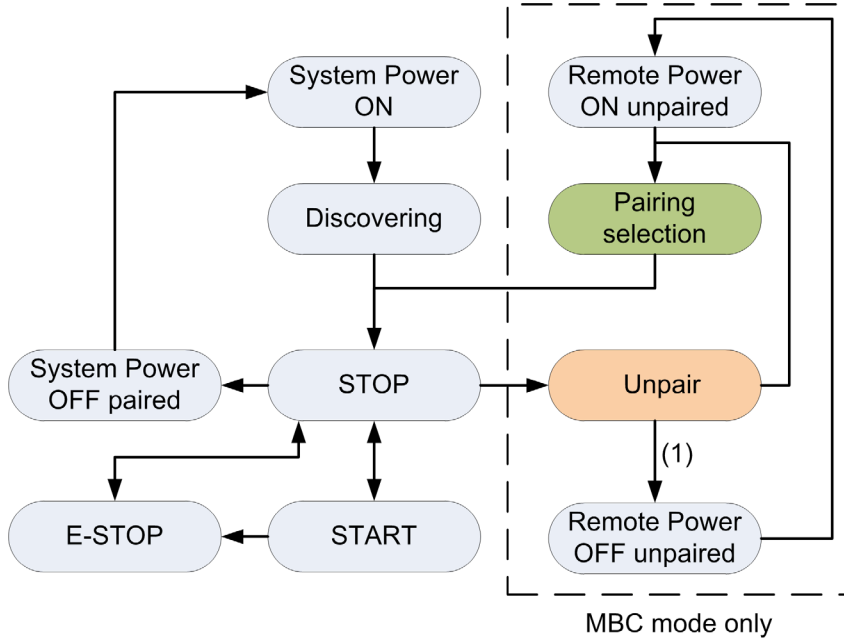 System Power
ON
Remote Power
ON unpaired
Discovering
Pairing
selection
System Power
OFF paired
STOP
Unpair
(1)
E-STOP
START
Remote Power
OFF unpaired
MBC mode only